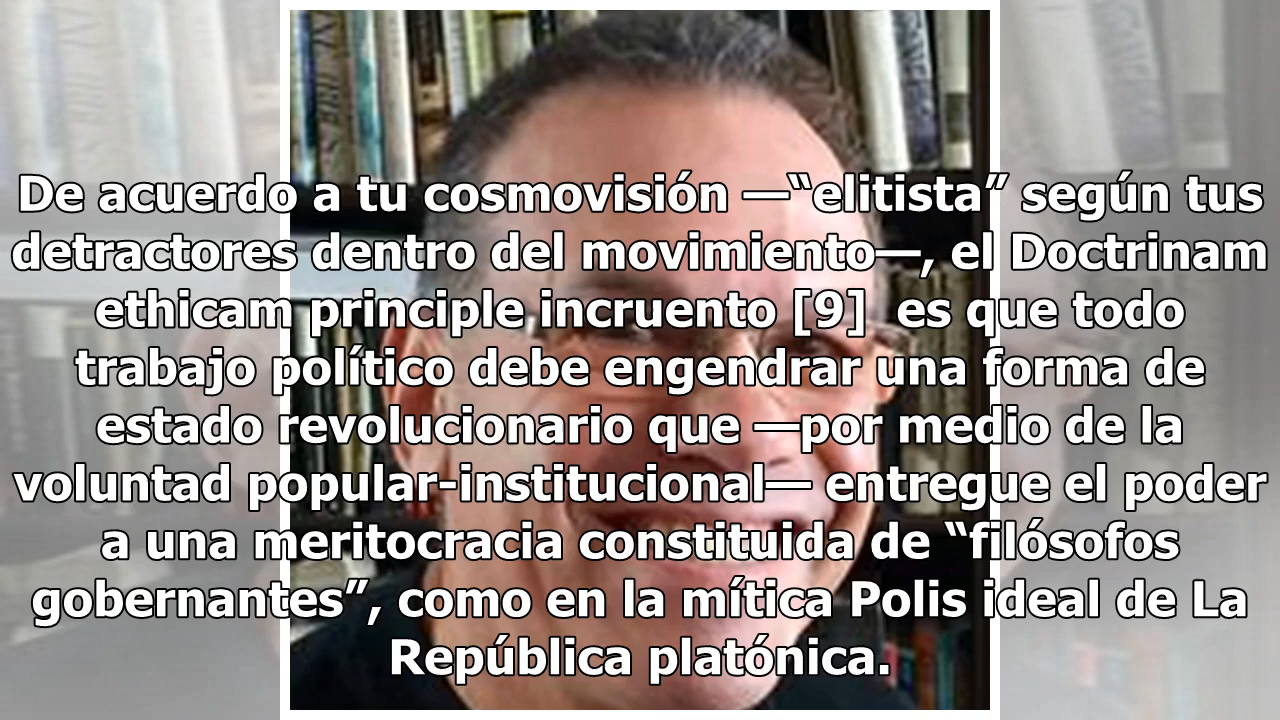 De acuerdo a tu cosmovisión —“elitista” según tus
detractores dentro del movimiento—, el Doctrinam
ethicam principle incruento [9]  es que todo
trabajo político debe engendrar una forma de
estado revolucionario que —por medio de la
voluntad popular-institucional— entregue el poder
a una meritocracia constituida de “filósofos
gobernantes”, como en la mítica Polis ideal de La
República platónica.